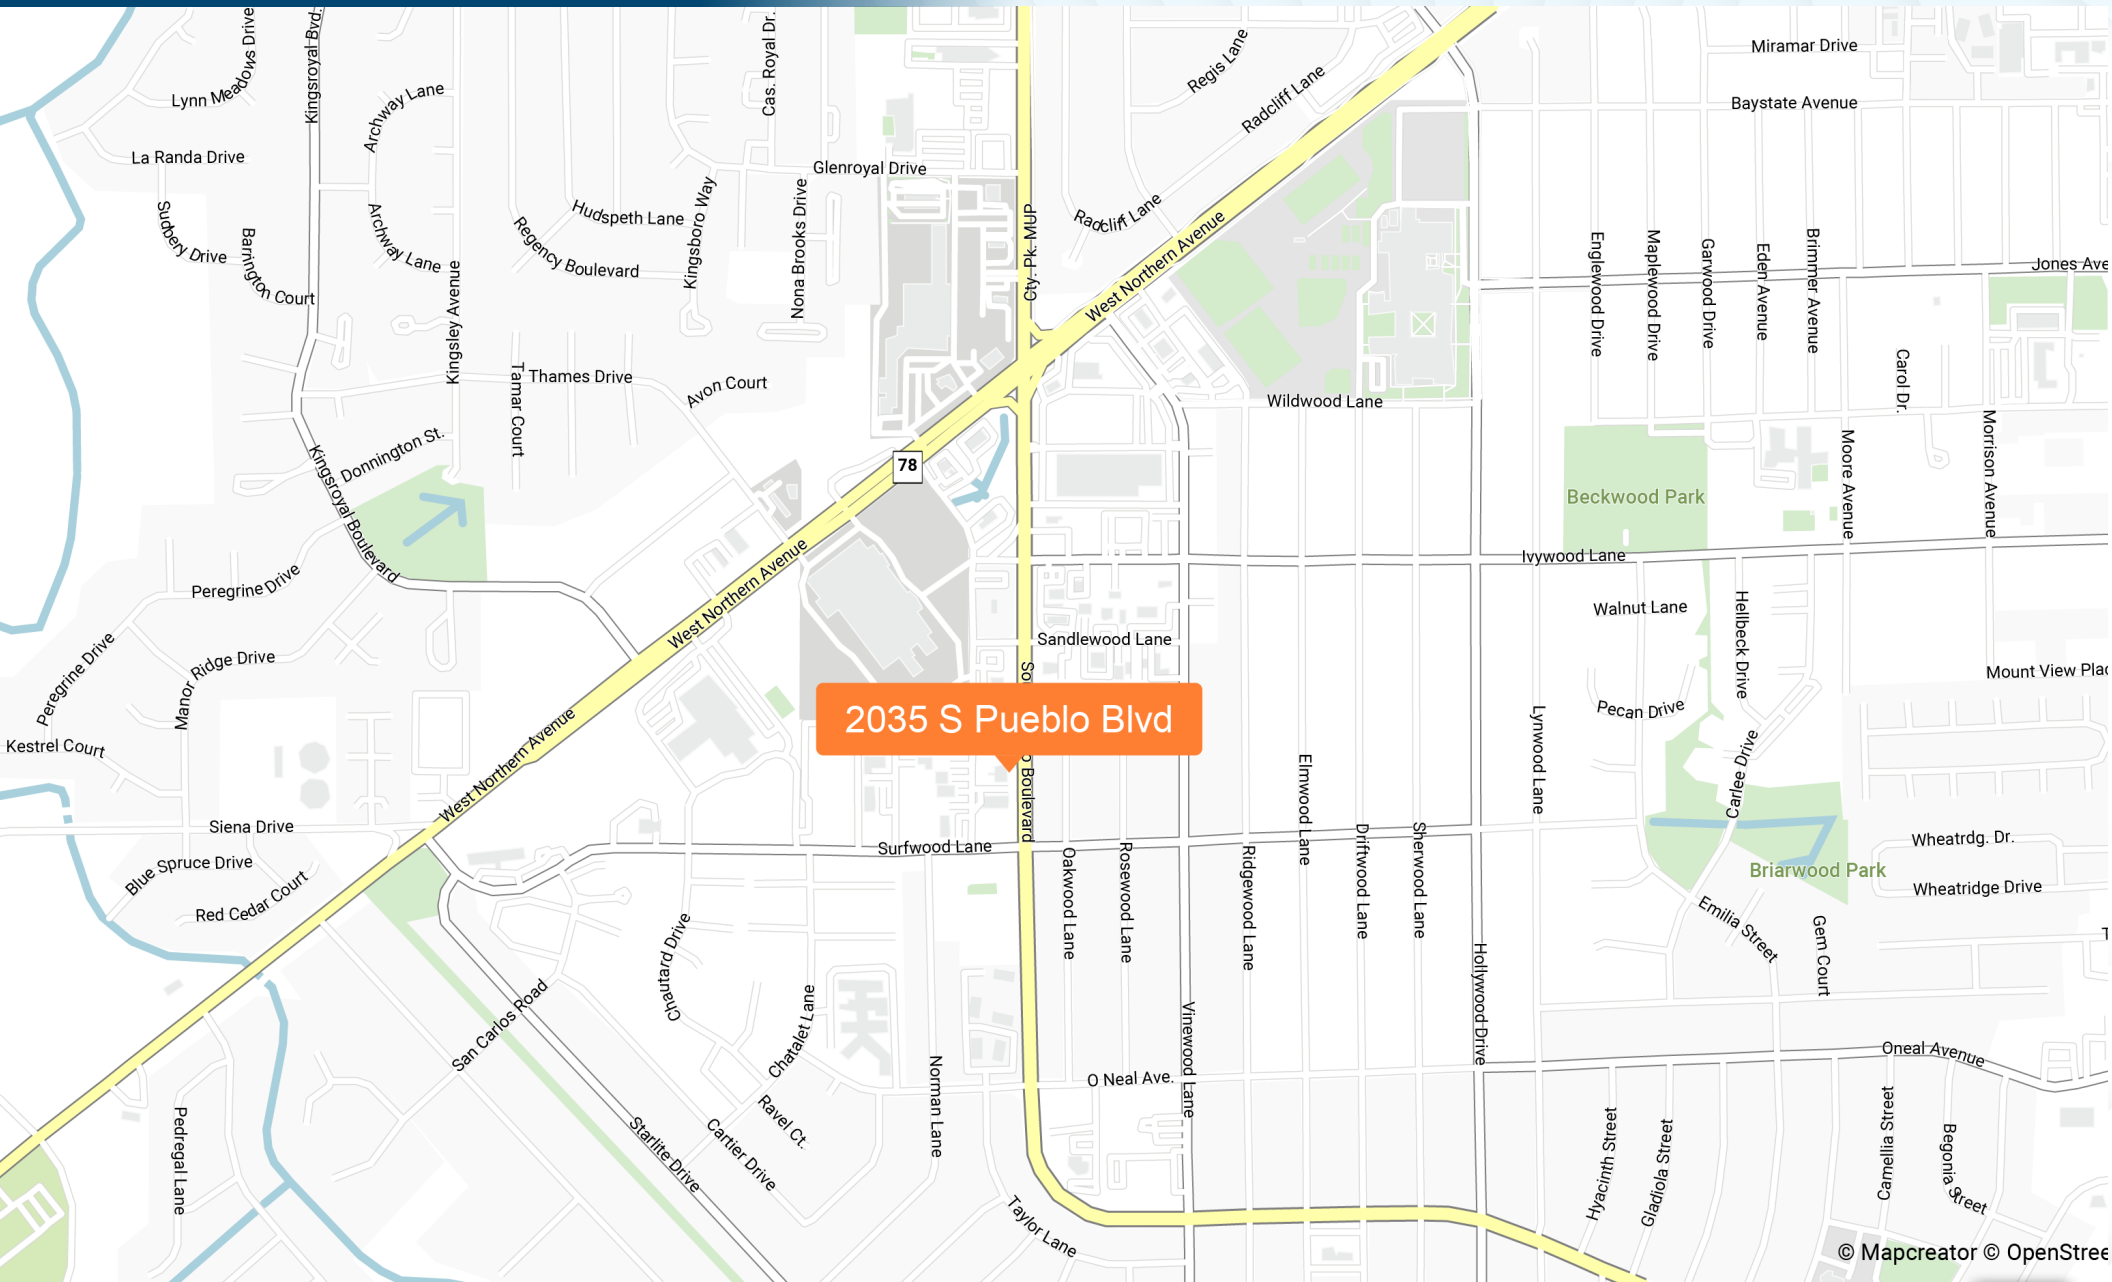 Lynn Meadows Drive
Kingsroyal Bvd.
Archway Lane
Cas. Royal Dr.
Regis Lane
Radcliff Lane
Miramar Drive
Baystate Avenue
La Randa Drive
Glenroyal Drive
Sudbery Drive
Barrington Court
Archway Lane
Kingsley Avenue
Hudspeth Lane
Regency Boulevard
Kingsboro Way
Nona Brooks Drive
Cty. Pk. MUP
Radcliff Lane
West Northern Avenue
Englewood Drive
Maplewood Drive
Garwood Drive
Eden Avenue
Brimmer Avenue
Jones Ave
Thames Drive
Tamar Court
Avon Court
Wildwood Lane
Carol Dr.
Donnington St.
Kingsroyal Boulevard
78
Beckwood Park
Moore Avenue
Morrison Avenue
West Northern Avenue
Ivywood Lane
Peregrine Drive
Walnut Lane
Hellbeck Drive
Sandlewood Lane
Peregrine Drive
Manor Ridge Drive
Mount View Plac
2035 S Pueblo Blvd
So
o Boulevard
Pecan Drive
Lynwood Lane
Kestrel Court
West Northern Avenue
Elmwood Lane
Carlee Drive
Siena Drive
Surfwood Lane
Driftwood Lane
Sherwood Lane
Wheatrdg. Dr.
Blue Spruce Drive
Oakwood Lane
Rosewood Lane
Ridgewood Lane
Briarwood Park
Wheatridge Drive
Red Cedar Court
Emilia Street
Gem Court
T
Chautard Drive
Hollywood Drive
San Carlos Road
Chatalet Lane
Vinewood Lane
Norman Lane
O Neal Ave.
Oneal Avenue
Pedregal Lane
Starlite Drive
Cartier Drive
Ravel Ct.
Hyacinth Street
Gladiola Street
Camellia Street
Begonia Street
Taylor Lane
© Mapcreator © OpenStree